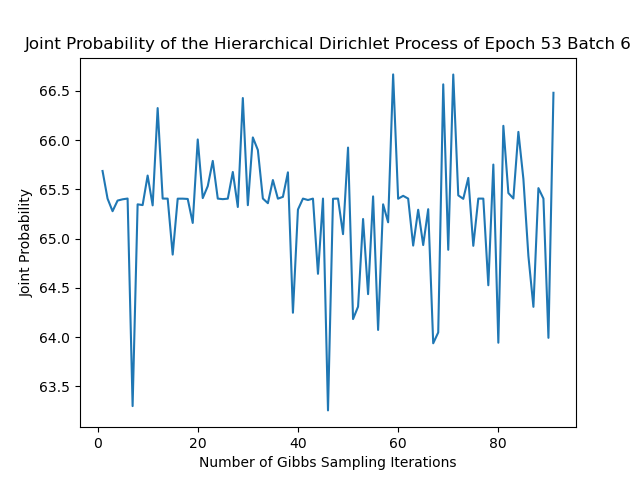 Joint Probability of the Hierarchical Dirichlet Process of Epoch 53 Batch 6
66.5
66.0
65.5
65.0
64.5
64.0
63.5
Joint Probability
0 20 40 60 80
Number of Gibbs Sampling Iterations